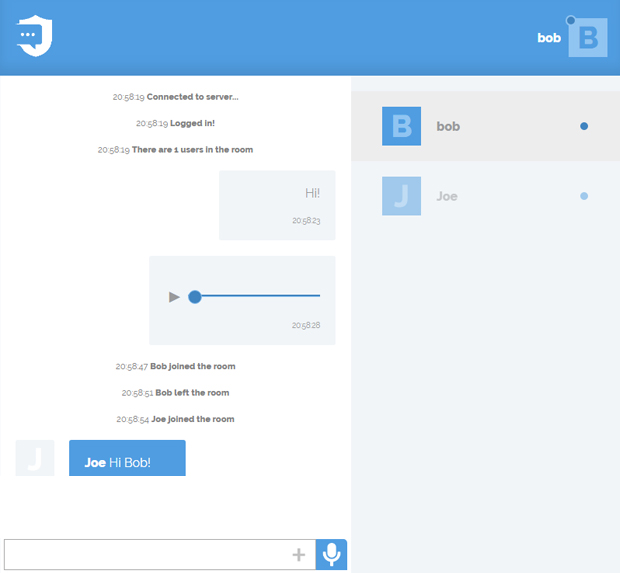 bob
B
20:58:19 Connected to server...
20:58:19 Logged in!
20:58:19 There are 1 users in the room
Hi!
20:58:23
20:58:28
20:58:47 Bob joined the room
20:58:51 Bob left the room
20:58:54 Joe joined the room
J
Joe Hi Bob!
B
bob
J
Joe